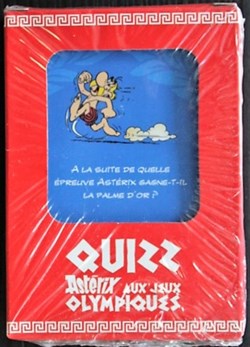 À LA SUITE DE QUELLE
ÉPREUVE ASTÉRIX GAGNE-T-IL
LA PALME D'OR ?
QUIZZ
Astérix AUX JEUX
OLYMPIQUES